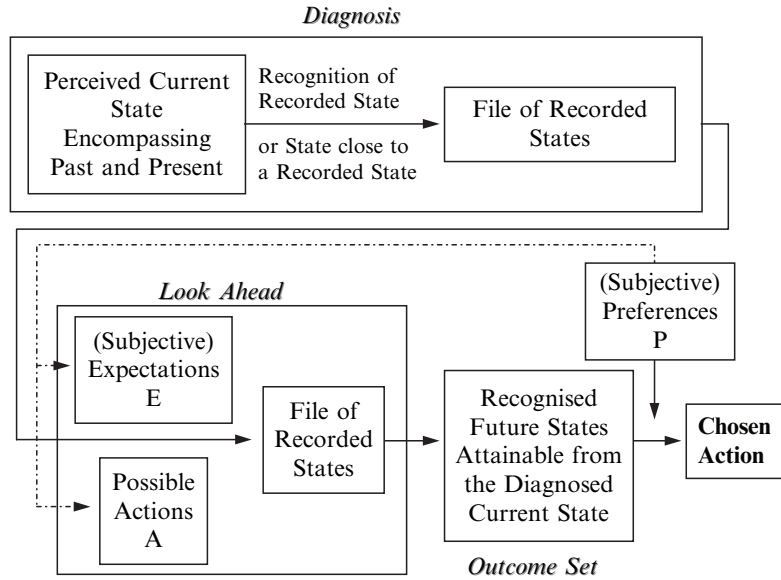 Diagnosis
Perceived Current
State
Encompassing
Past and Present
Recognition of
Recorded State
or State close to
a Recorded State
File of Recorded
States
(Subjective)
Preferences
P
Look Ahead
(Subjective)
Expectations
E
File of
Recorded
States
Possible
Actions
A
Recognised
Future States
Attainable from
the Diagnosed
Current State
Chosen
Action
Outcome Set